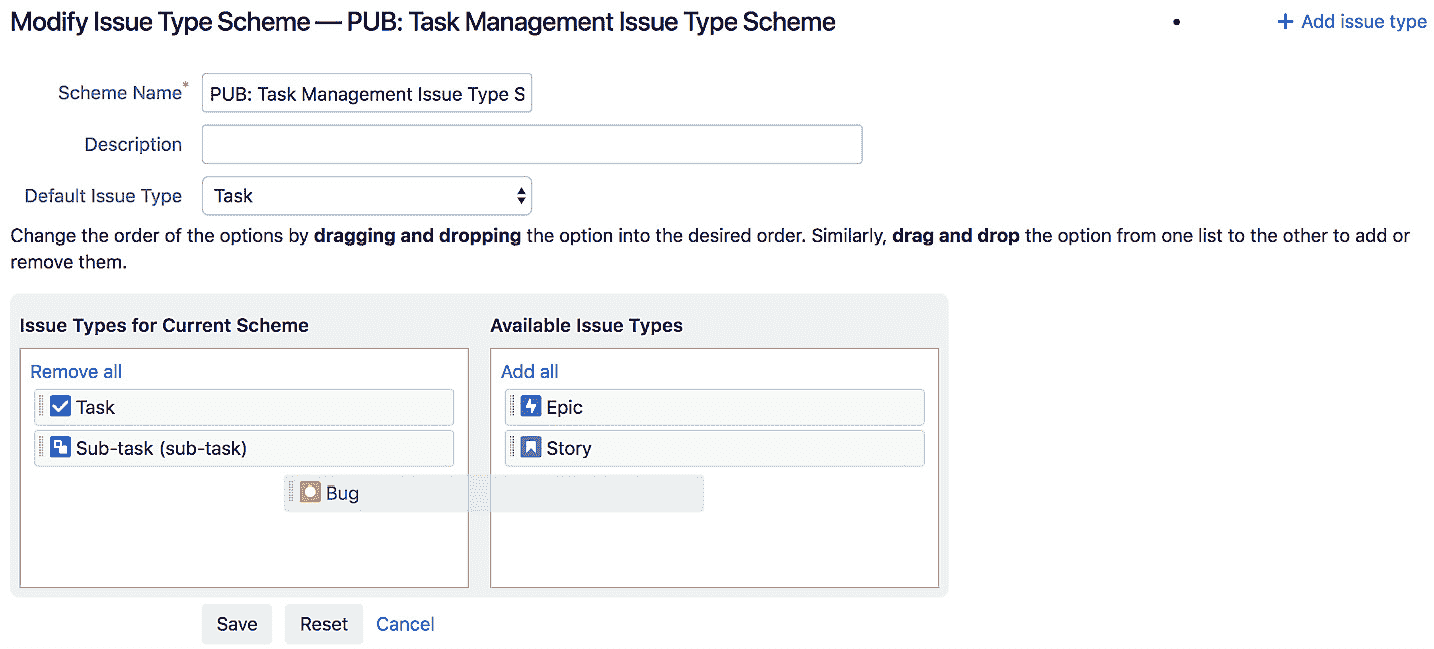 Modify Issue Type Scheme — PUB: Task Management Issue Type Scheme
+ Add issue type
Scheme Name*
PUB: Task Management Issue Type S
Description
Default Issue Type
Task
Change the order of the options by dragging and dropping the option into the desired order. Similarly, drag and drop the option from one list to the other to add or
remove them.
Issue Types for Current Scheme
Available Issue Types
Remove all
Add all
Task
Epic
Sub-task (sub-task)
Story
Bug
Save
Reset
Cancel